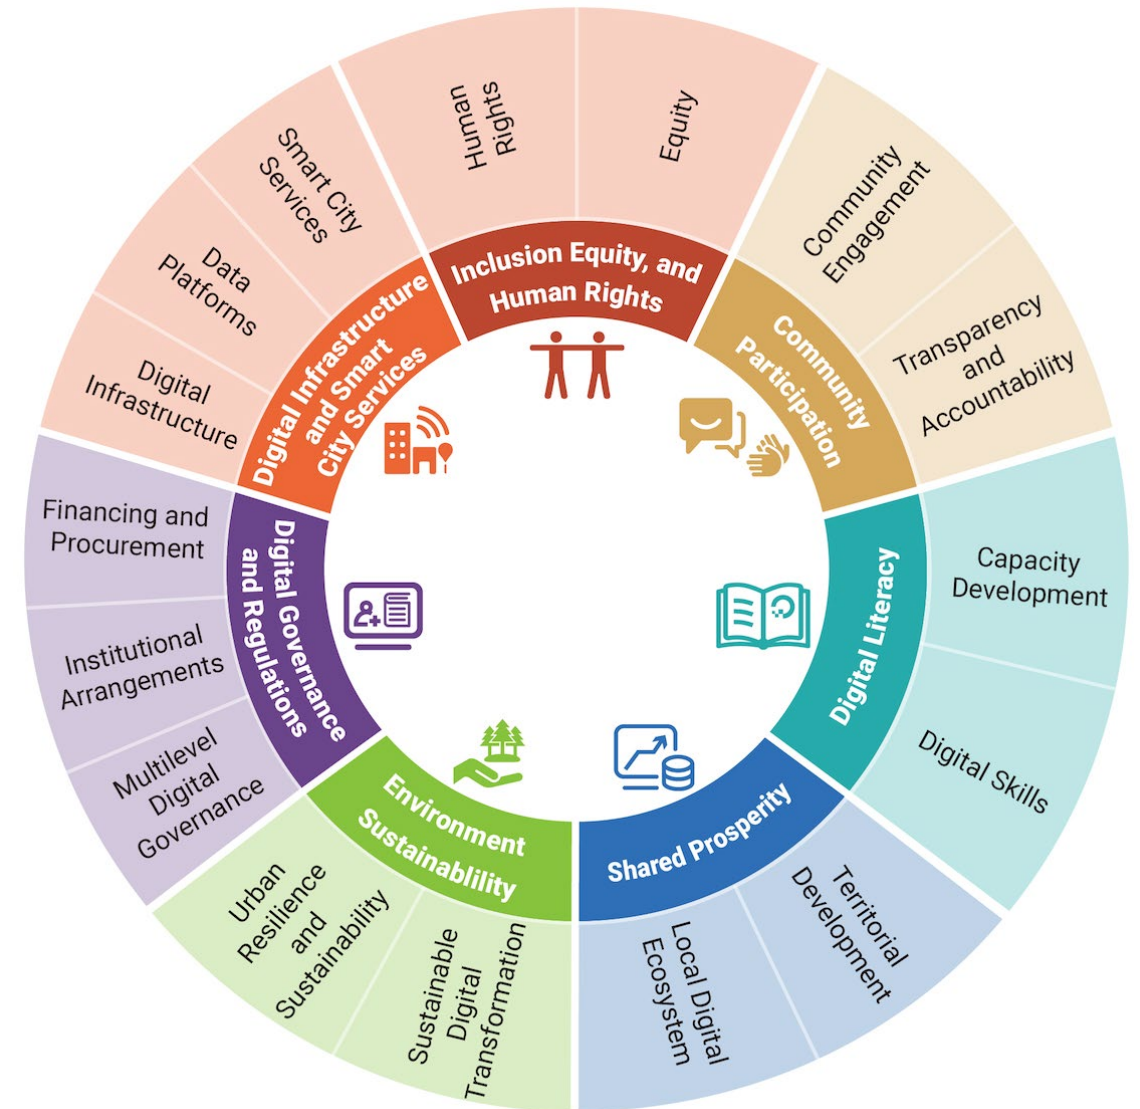 Human
Rights
Equity
Inclusion Equity, and
Human Rights
Community
Engagement
Transparency
and
Accountability
Community
Participation
Capacity
Development
Digital Skills
Digital Literacy
Territorial
Development
Local Digital
Ecosystem
Shared Prosperity
Sustainable
Digital
Transformation
Urban
Resilience
and
Sustainability
Environment
Sustainablility
Multilevel
Digital
Governance
Institutional
Arrangements
Financing and
Procurement
Digital Governance
and Regulations
Digital
Infrastructure
Data
Platforms
Smart City
Services
Digital Infrastructure
and Smart
City Services